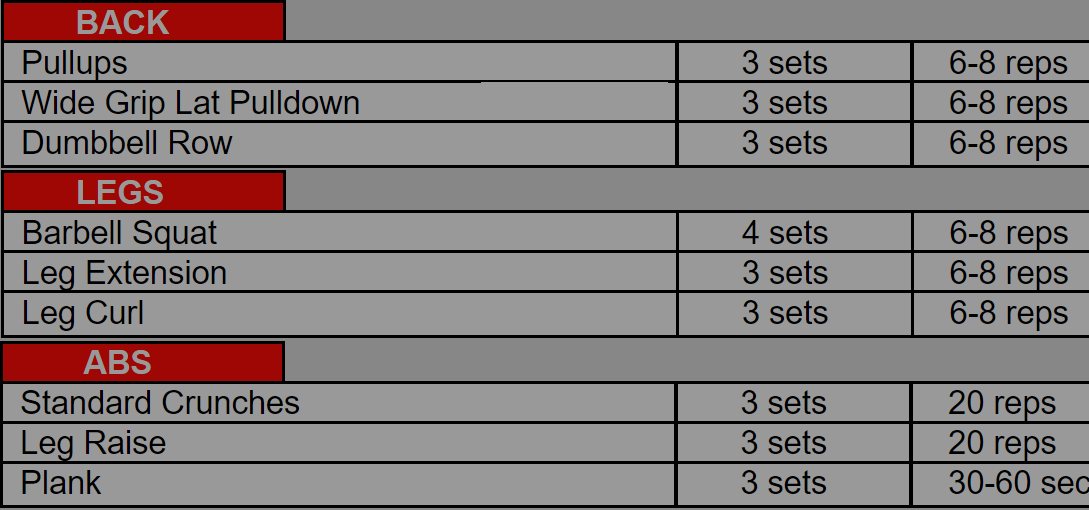 BACK
Pullups 3 sets 6-8 reps
Wide Grip Lat Pulldown 3 sets 6-8 reps
Dumbbell Row 3 sets 6-8 reps
LEGS
Barbell Squat 4 sets 6-8 reps
Leg Extension 3 sets 6-8 reps
Leg Curl 3 sets 6-8 reps
ABS
Standard Crunches 3 sets 20 reps
Leg Raise 3 sets 20 reps
Plank 3 sets 30-60 sec